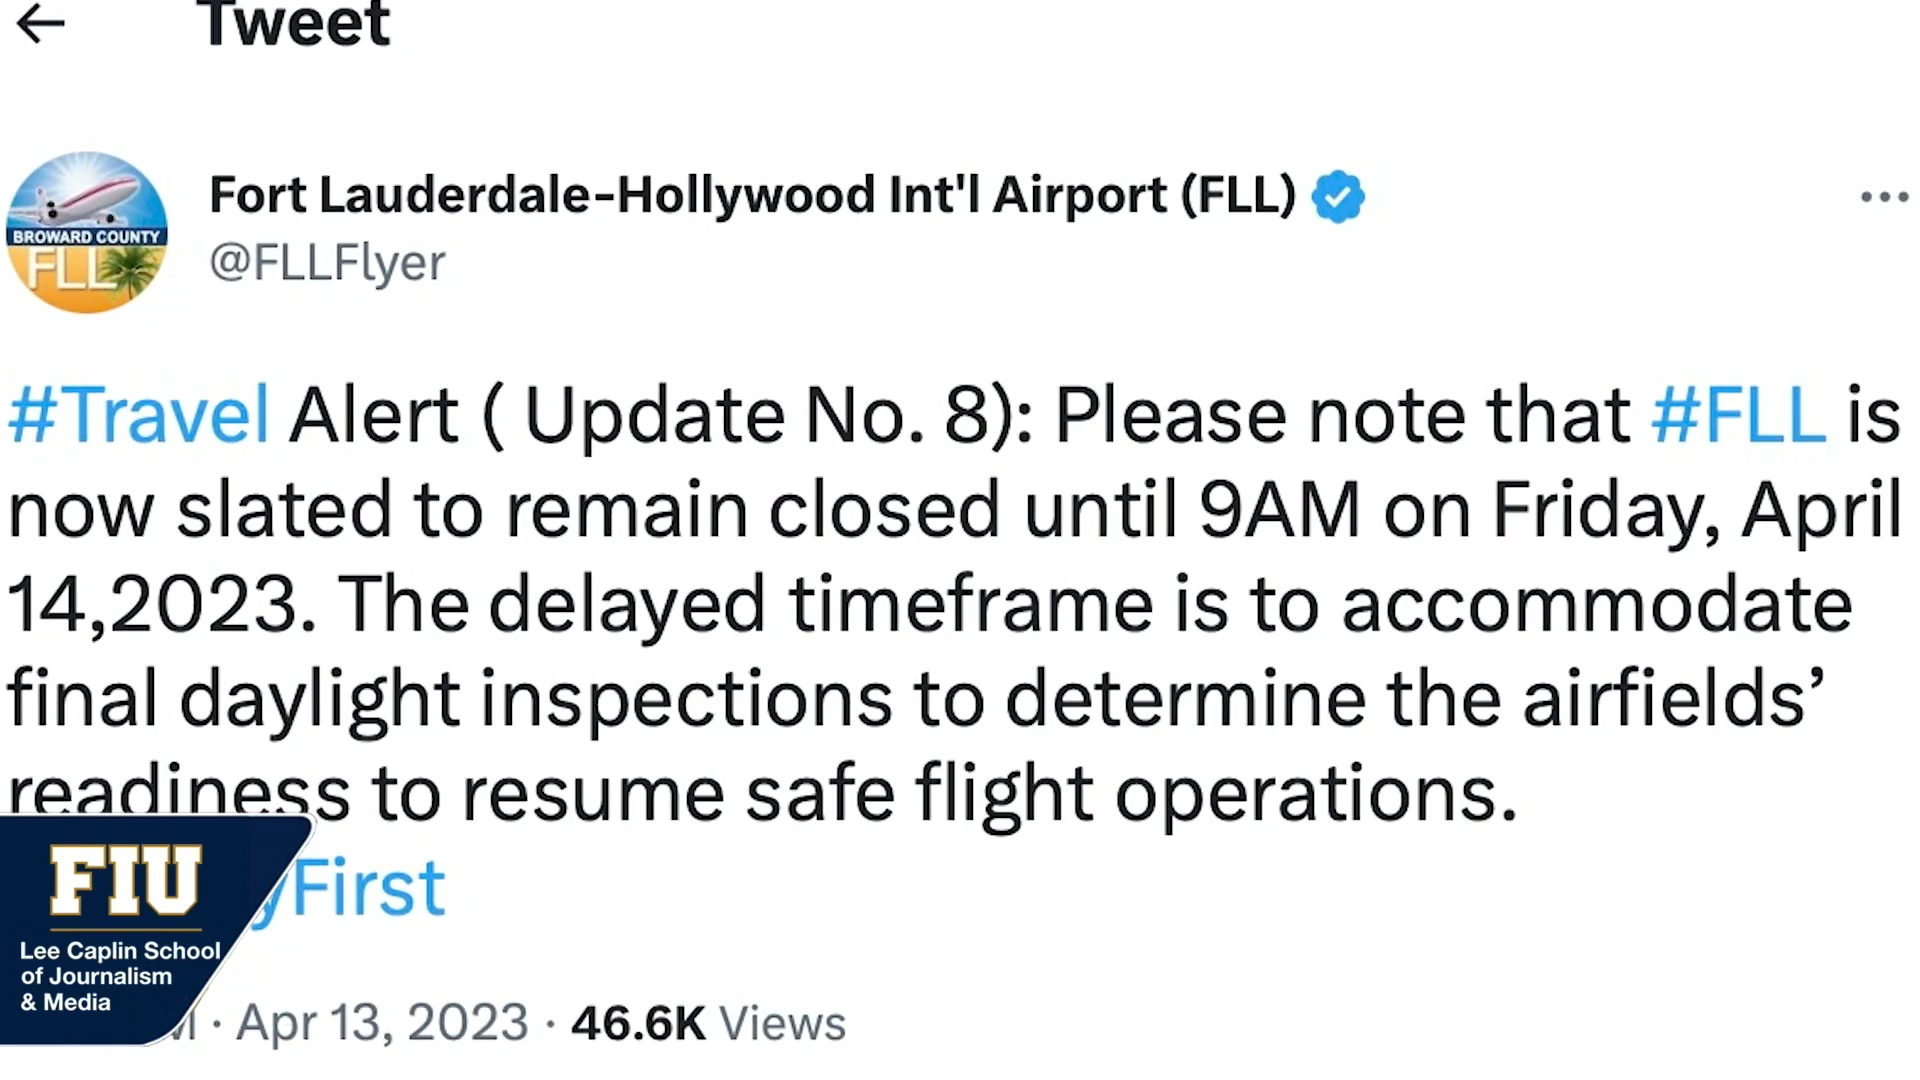 Tweet
Fort Lauderdale-Hollywood Int'l Airport (FLL)
@FLLFlyer
BROWARD COUNTY
FLL
#Travel Alert ( Update No. 8): Please note that #FLL is
now slated to remain closed until 9AM on Friday, April
14,2023. The delayed timeframe is to accommodate
final daylight inspections to determine the airfields’
readiness to resume safe flight operations.
yFirst
Apr 13, 2023 · 46.6K Views
FIU
Lee Caplin School
of Journalism
& Media